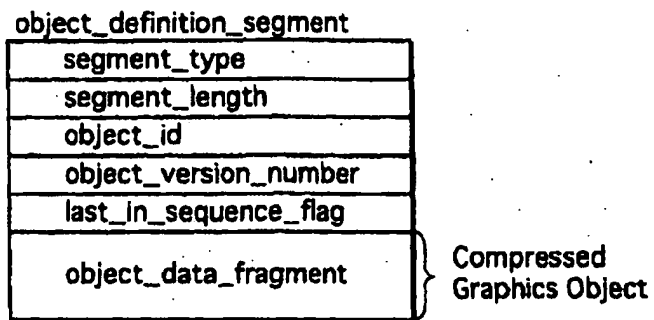 object_definition_segment
segment_type
segment_length
object_id
object_version_number
last_in_sequence_flag
object_data_fragment
Compressed
Graphics Object